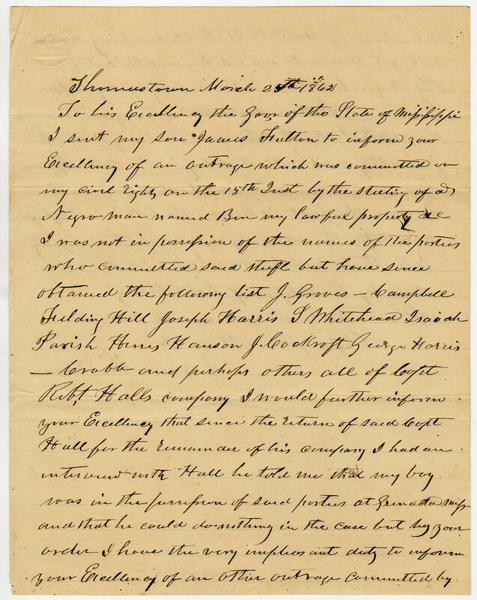 Thomastown March 25th 1862
To his Excellency the Govr of the State of Mississippi
I sent my son James Fulton to inform your
Excellency of an outrage which was committed on
my civil rights on the 15th Inst by the steeling of a
Negro man named Ben my lawful property &c
I was not in possession of the names of the parties
who committed said theft but have since
obtained the following list J. Groves – Campbell
Fielding Hill Joseph Harris T Whitehead Isaiah
Parish Henes Hanson J. Cockroft George Harris
– Crabb and perhaps others all of Capt
Robt Halls company I would further inform
your Excellency that since the return of said Capt
Hall for the remainder of his company I had an
interview with Hall he told me that my boy
was in the possession of said parties at Grenada Miss
and that he could do nothing in the case but by your
order I have the very unpleasant duty to inform
your Excellency of an other outrage committed by